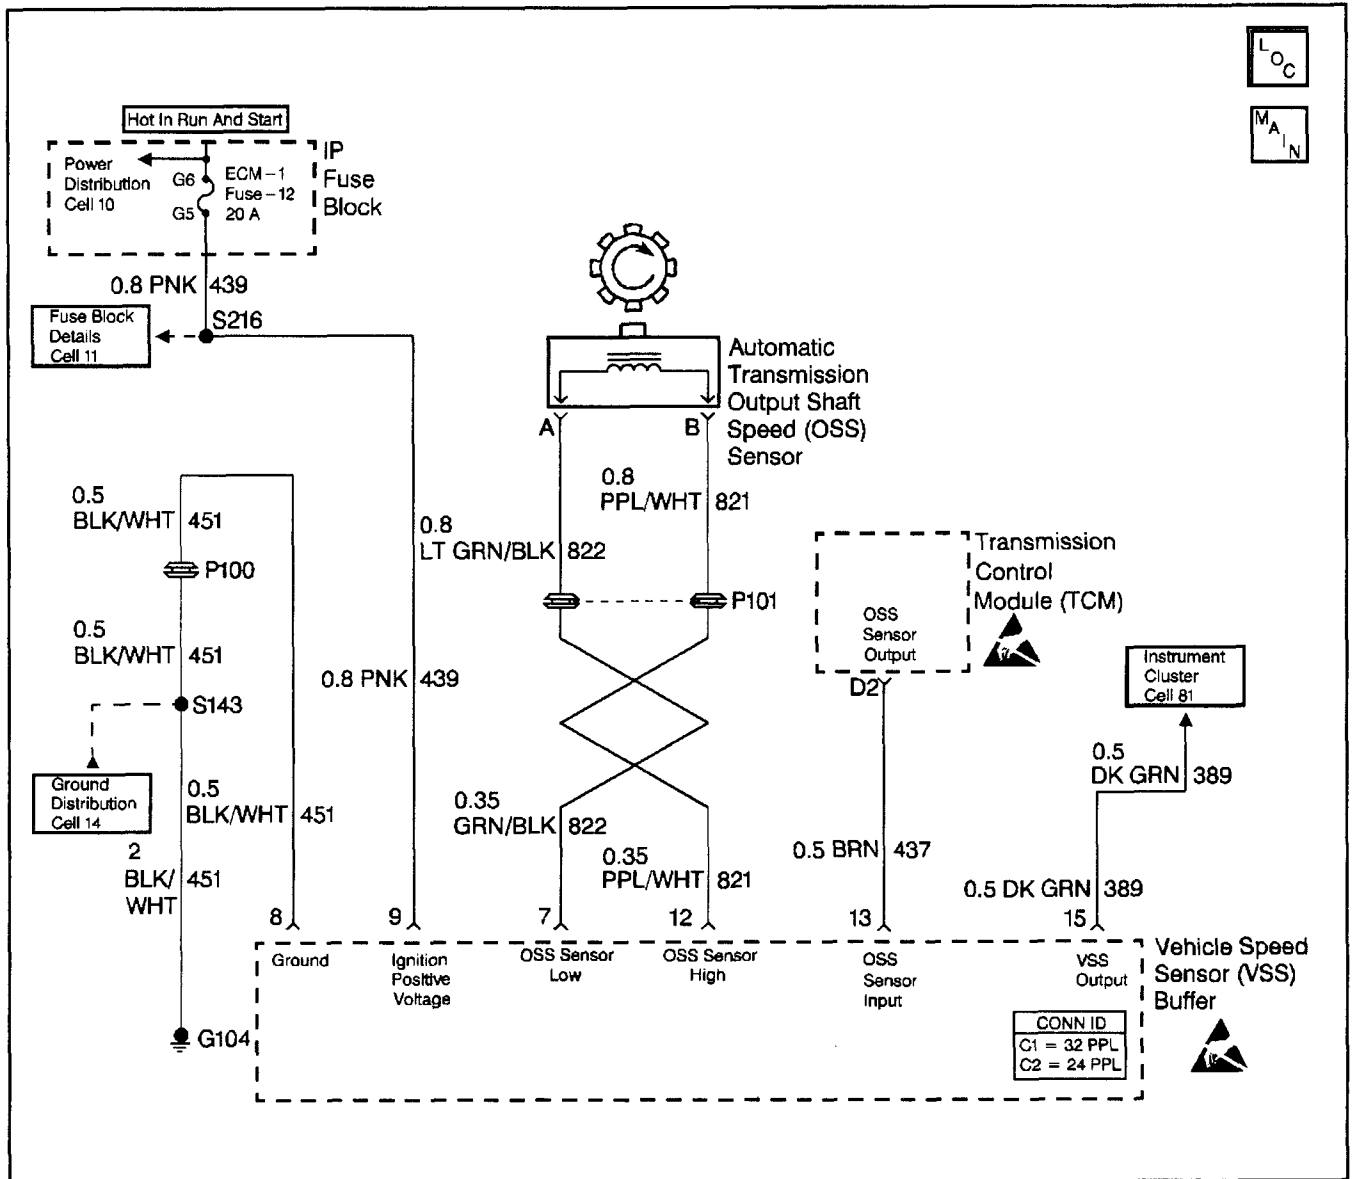 LOC
MAIN
Hot In Run And Start
Power
Distribution
Cell 10
G6
G5
ECM-1
Fuse-12
20 A
IP
Fuse
Block
0.8 PNK 439
Fuse Block
Details
Cell 11
S216
Automatic
Transmission
Output Shaft
Speed (OSS)
Sensor
A
B
0.5
BLK/WHT 451
0.8
PPL/WHT 821
0.8
LT GRN/BLK 822
P100
P101
Transmission
Control
Module (TCM)
OSS
Sensor
Output
D2
0.5
BLK/WHT 451
0.8 PNK 439
Instrument
Cluster
Cell 81
S143
Ground
Distribution
Cell 14
0.5
BLK/WHT 451
0.5
DK GRN 389
0.35
GRN/BLK 822
2
BLK/
WHT
451
0.35
PPL/WHT 821
0.5 BRN 437
0.5 DK GRN 389
8
9
7
12
13
15
Ground
Ignition
Positive
Voltage
OSS Sensor
Low
OSS Sensor
High
OSS
Sensor
Input
VSS
Output
Vehicle Speed
Sensor (VSS)
Buffer
G104
CONN ID
C1 = 32 PPL
C2 = 24 PPL